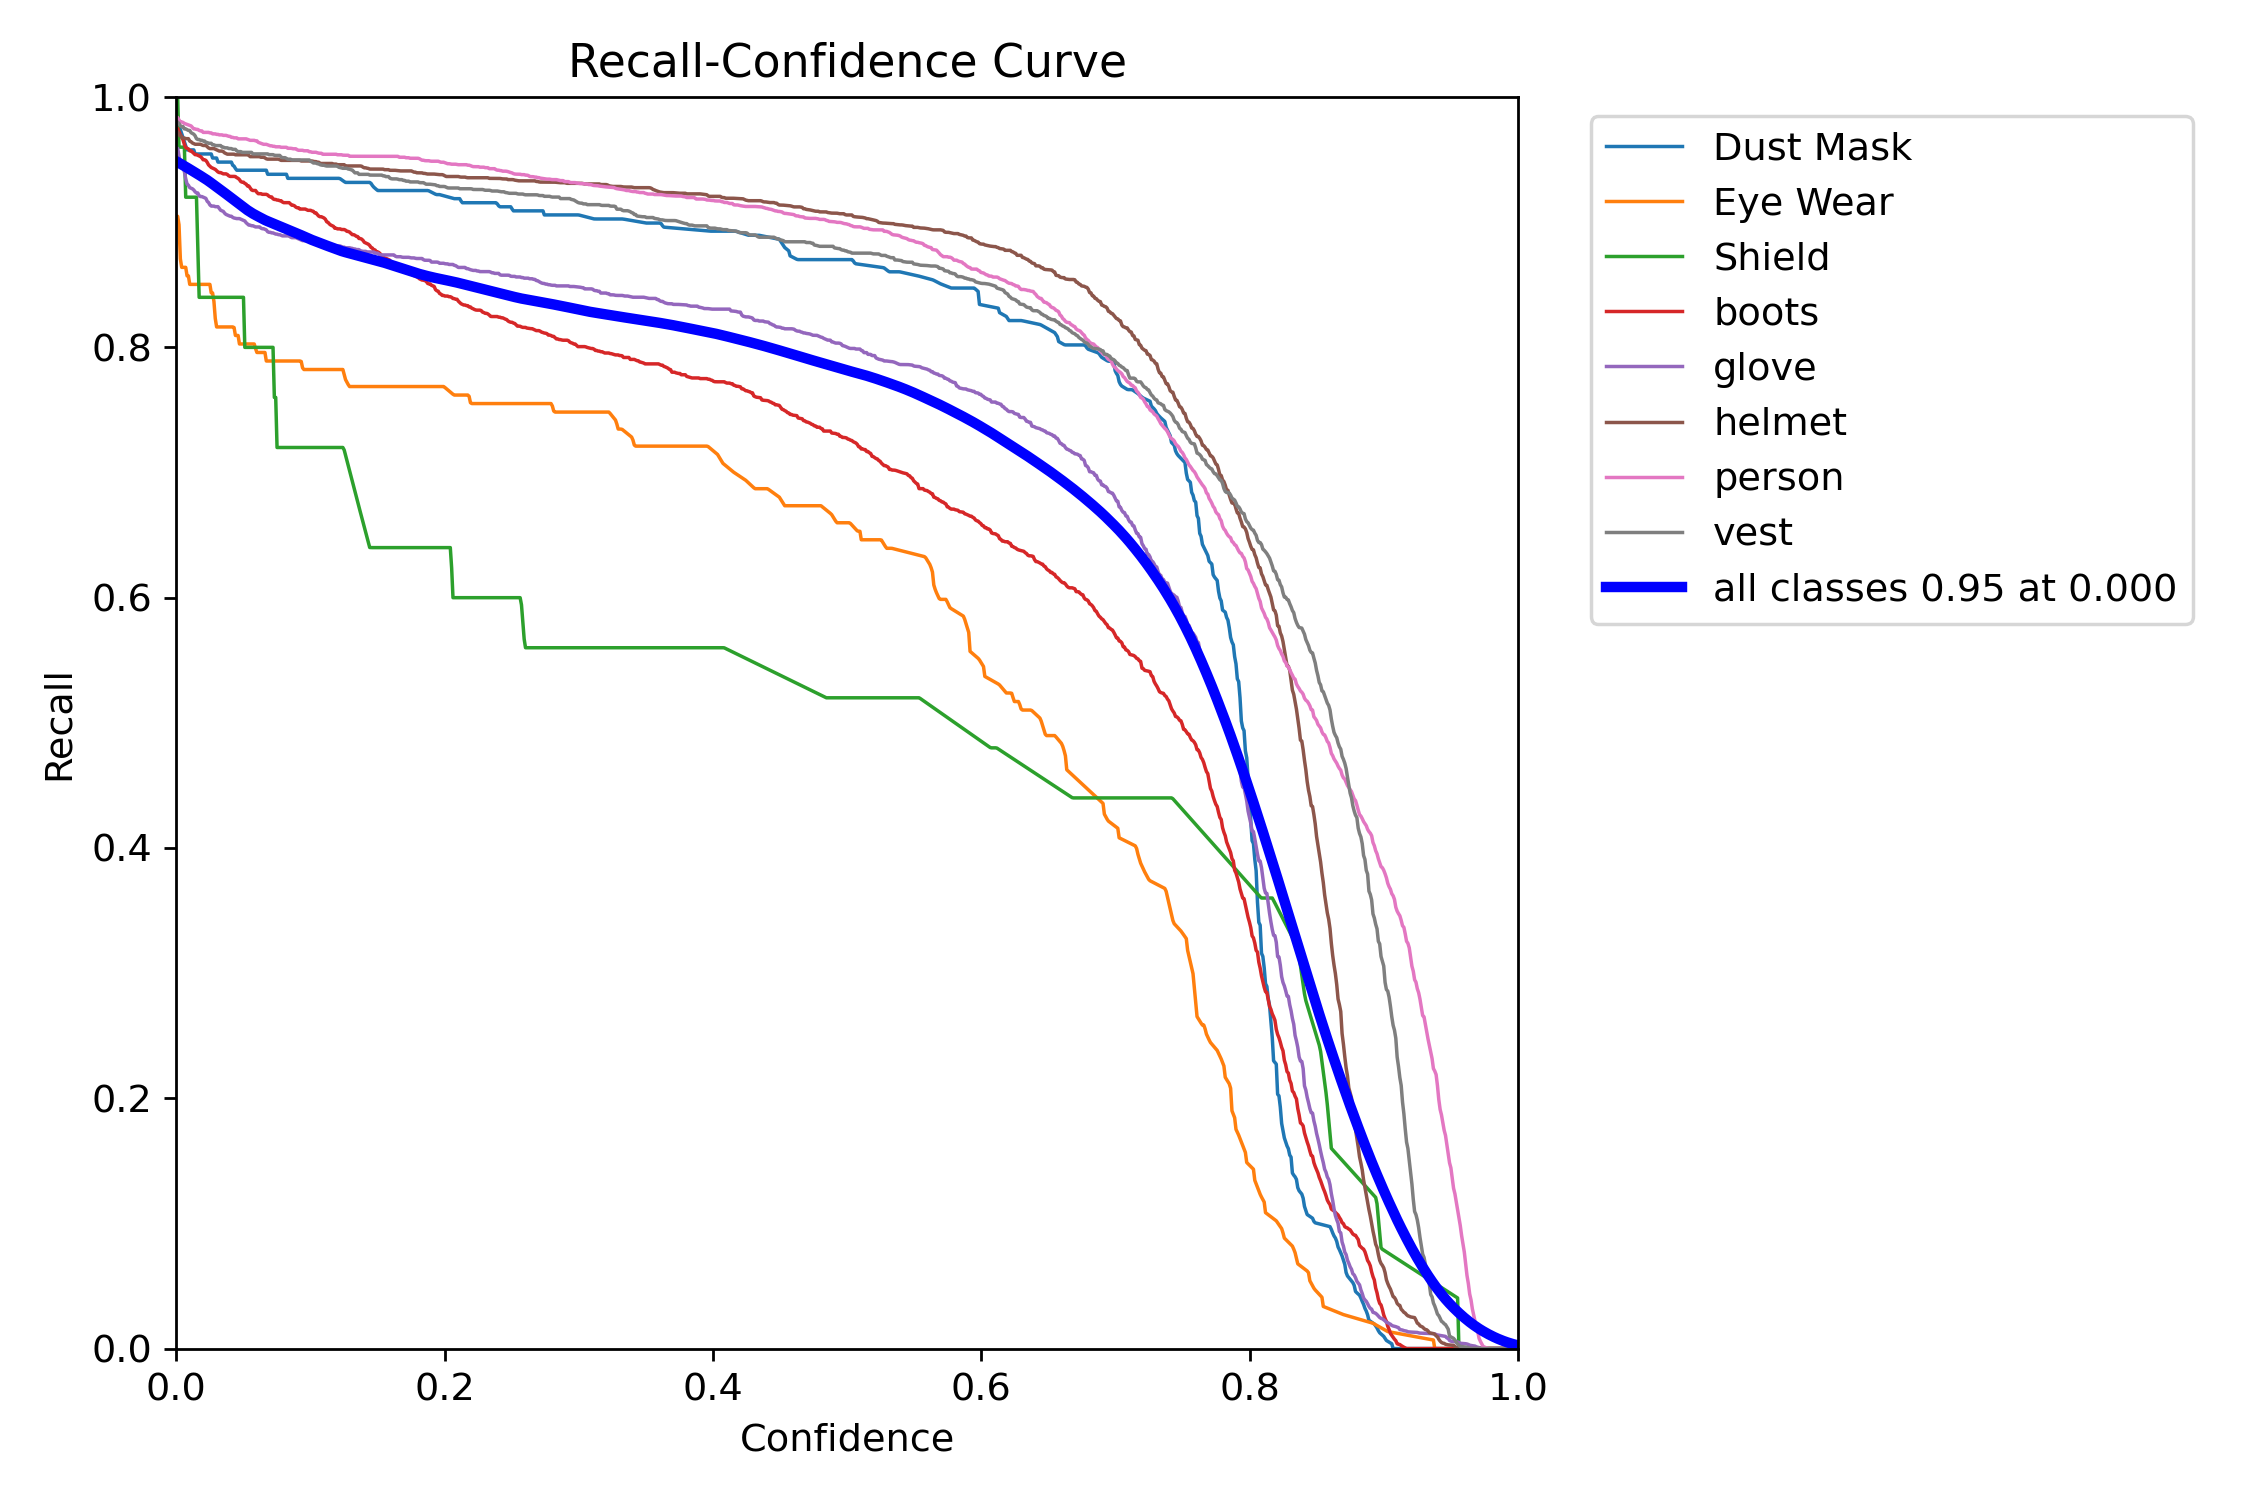 Recall-Confidence Curve
1.0
0.8
0.6
0.4
0.2
0.0
Recall
0.0 0.2 0.4 0.6 0.8 1.0
Confidence
Dust Mask
Eye Wear
Shield
boots
glove
helmet
person
vest
all classes 0.95 at 0.000